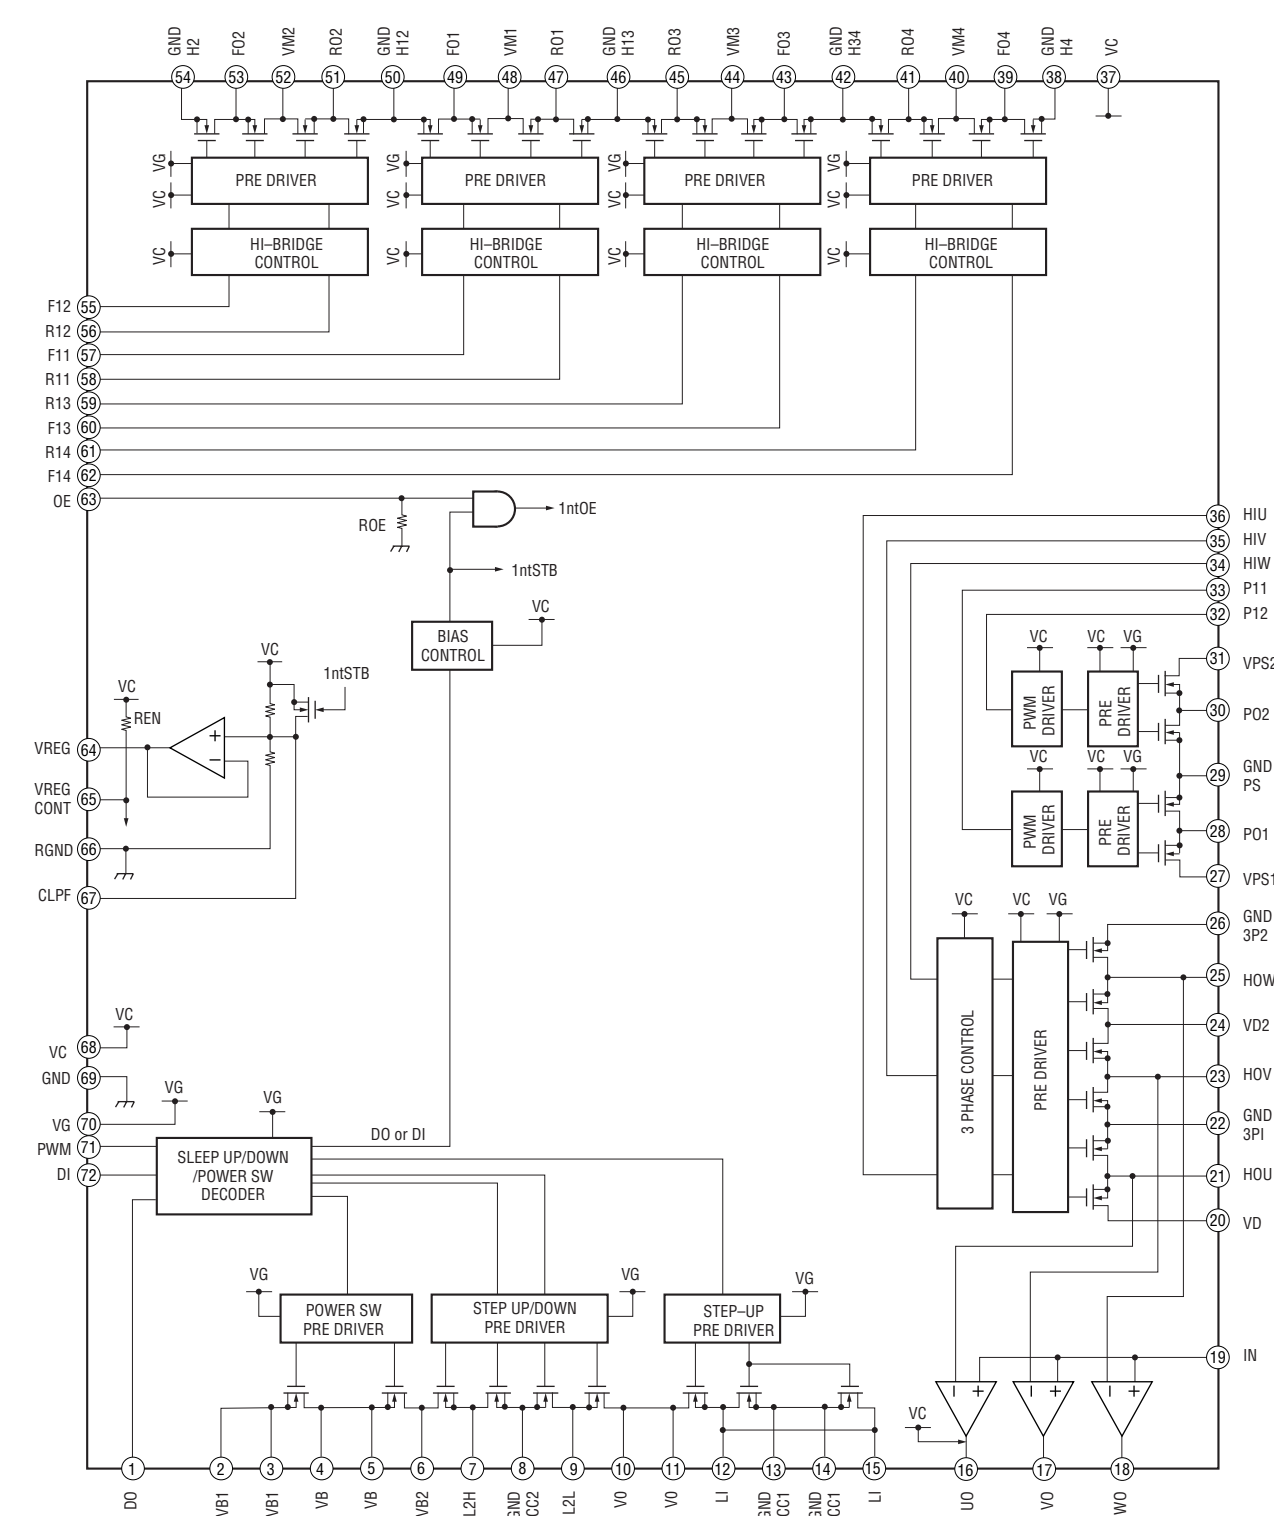 GND H2
FO2
VM2
RO2
GND H12
FO1
VM1
RO1
GND H13
RO3
VM3
FO3
GND H34
RO4
VM4
FO4
GND H4
VC
54 53 52 51 50 49 48 47 46 45 44 43 42 41 40 39 38 37
VG VG VG
PRE DRIVER PRE DRIVER PRE DRIVER PRE DRIVER
VC VC VC VC
HI–BRIDGE CONTROL HI–BRIDGE CONTROL HI–BRIDGE CONTROL HI–BRIDGE CONTROL
VC VC VC VC
F12 55
R12 56
F11 57
R11 58
R13 59
F13 60
R14 61
F14 62
OE 63
ROE
1ntOE
1ntSTB
VC
BIAS CONTROL
36 HIU
35 HIV
34 HIW
33 P11
32 P12
VC VC VG
PWM DRIVER
PRE DRIVER
31 VPS2
30 PO2
29 GND PS
VC VC VG
PWM DRIVER
PRE DRIVER
28 PO1
27 VPS1
VC
1ntSTB
VC
REN
+
−
VREG 64
VREG CONT 65
RGND 66
CLPF 67
VC VC VG
3 PHASE CONTROL
PRE DRIVER
26 GND 3P2
25 HOW
24 VD2
23 HOV
22 GND 3PI
21 HOU
20 VD
VC
VC 68
GND 69
VG
VG 70
PWM 71
DI 72
VG
SLEEP UP/DOWN
/POWER SW
DECODER
DO or DI
VG
POWER SW
PRE DRIVER
STEP UP/DOWN
PRE DRIVER
VG
STEP–UP
PRE DRIVER
VG
19 IN
− + − + − +
VC
1 2 3 4 5 6 7 8 9 10 11 12 13 14 15 16 17 18
DO
VB1
VB1
VB
VB
VB2
L2H
GND CC2
L2L
V0
V0
LI
GND CC1
GND CC1
LI
UO
VO
WO